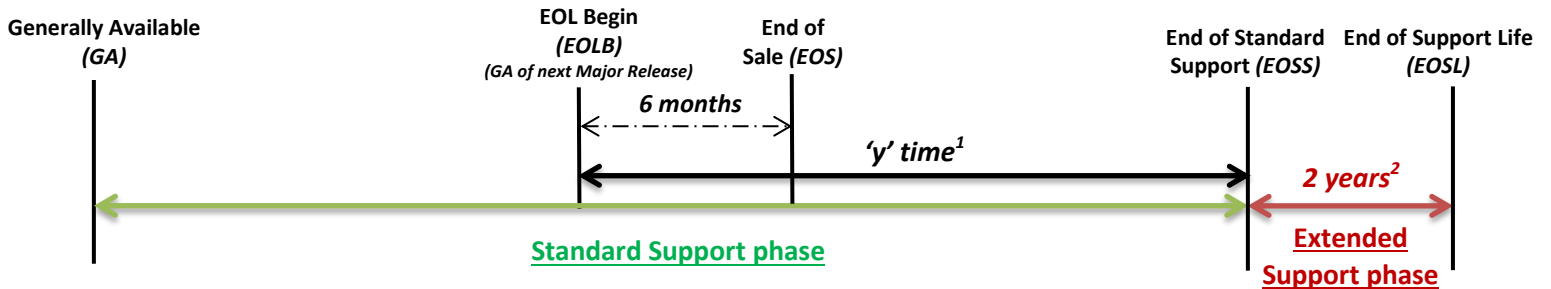 Generally Available
(GA)
EOL Begin
(EOLB)
(GA of next Major Release)
End of
Sale (EOS)
End of Standard
Support (EOSS)
End of Support Life
(EOSL)
6 months
‘y’ time¹
2 years²
Standard Support phase
Extended
Support phase